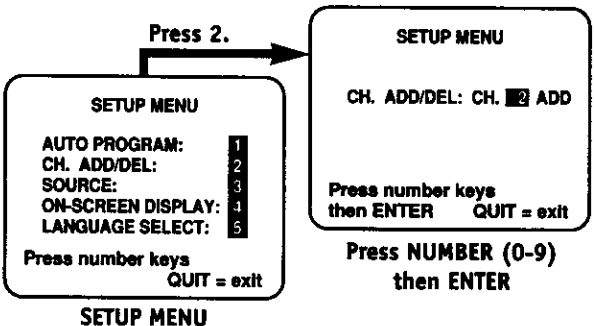 Press 2.
SETUP MENU
AUTO PROGRAM: 1
CH. ADD/DEL: 2
SOURCE: 3
ON-SCREEN DISPLAY: 4
LANGUAGE SELECT: 5
Press number keys
QUIT = exit
SETUP MENU
SETUP MENU
CH. ADD/DEL: CH. 2 ADD
Press number keys
then ENTER QUIT = exit
Press NUMBER (0-9)
then ENTER